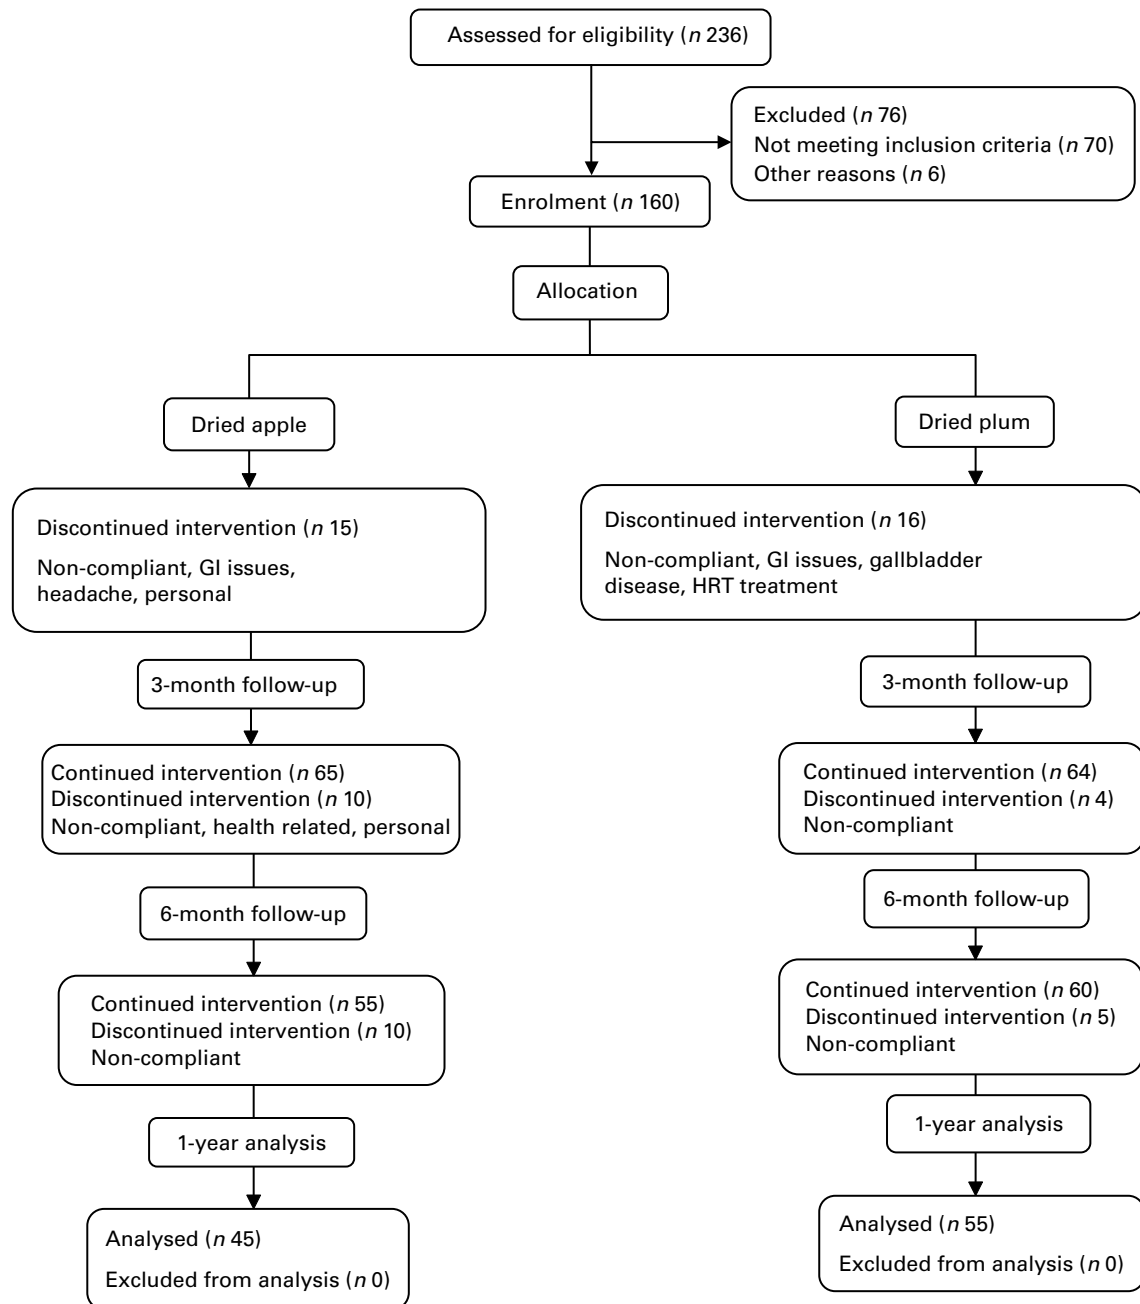 Assessed for eligibility (n 236)
Excluded (n 76)
Not meeting inclusion criteria (n 70)
Other reasons (n 6)
Enrolment (n 160)
Allocation
Dried apple
Dried plum
Discontinued intervention (n 15)
Non-compliant, GI issues,
headache, personal
Discontinued intervention (n 16)
Non-compliant, GI issues, gallbladder
disease, HRT treatment
3-month follow-up
3-month follow-up
Continued intervention (n 65)
Discontinued intervention (n 10)
Non-compliant, health related, personal
Continued intervention (n 64)
Discontinued intervention (n 4)
Non-compliant
6-month follow-up
6-month follow-up
Continued intervention (n 55)
Discontinued intervention (n 10)
Non-compliant
Continued intervention (n 60)
Discontinued intervention (n 5)
Non-compliant
1-year analysis
1-year analysis
Analysed (n 45)
Excluded from analysis (n 0)
Analysed (n 55)
Excluded from analysis (n 0)